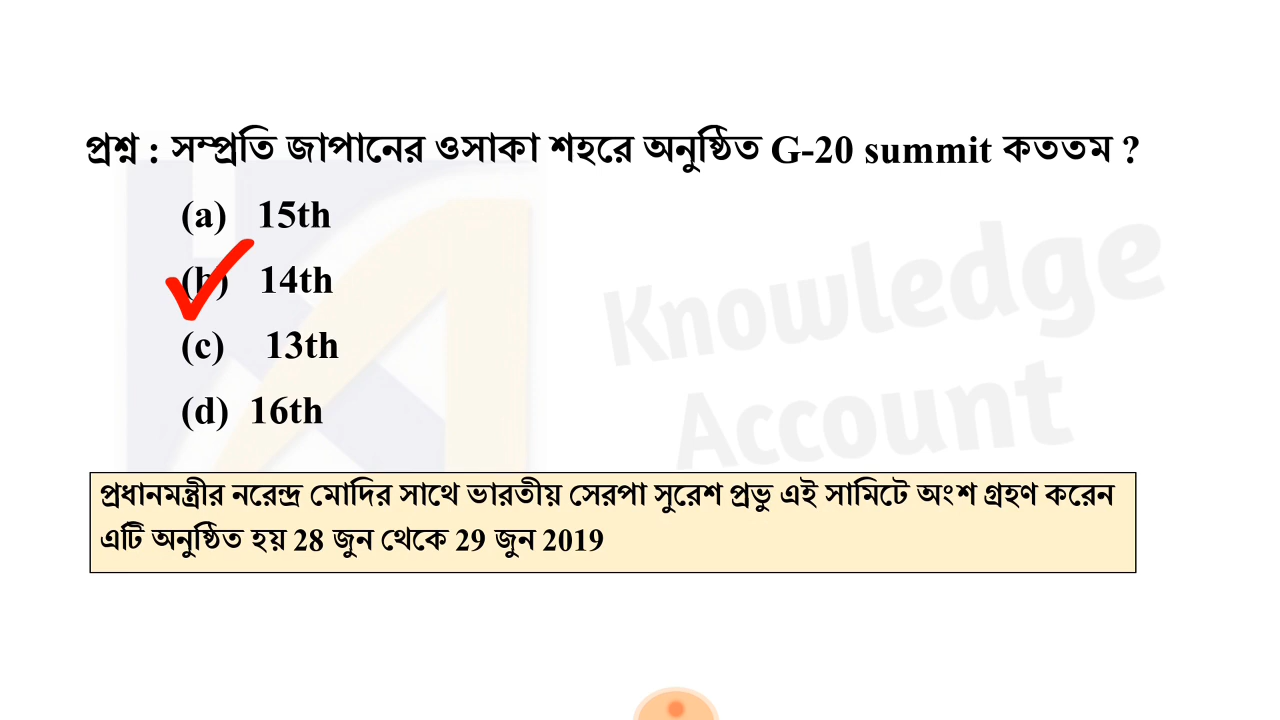 প্রশ্ন : সম্প্রতি জাপানের ওসাকা শহরে অনুষ্ঠিত G-20 summit কততম ?
(a) 15th
(b) 14th
(c) 13th
(d) 16th
Knowledge
Account
প্রধানমন্ত্রীর নরেন্দ্র মোদির সাথে ভারতীয় সেরপা সুরেশ প্রভু এই সামিটে অংশ গ্রহণ করেন
এটি অনুষ্ঠিত হয় 28 জুন থেকে 29 জুন 2019